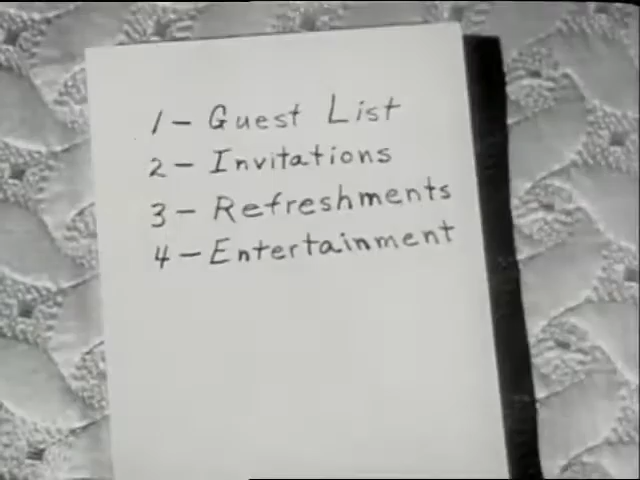 1- Guest List
2- Invitations
3- Refreshments
4- Entertainment